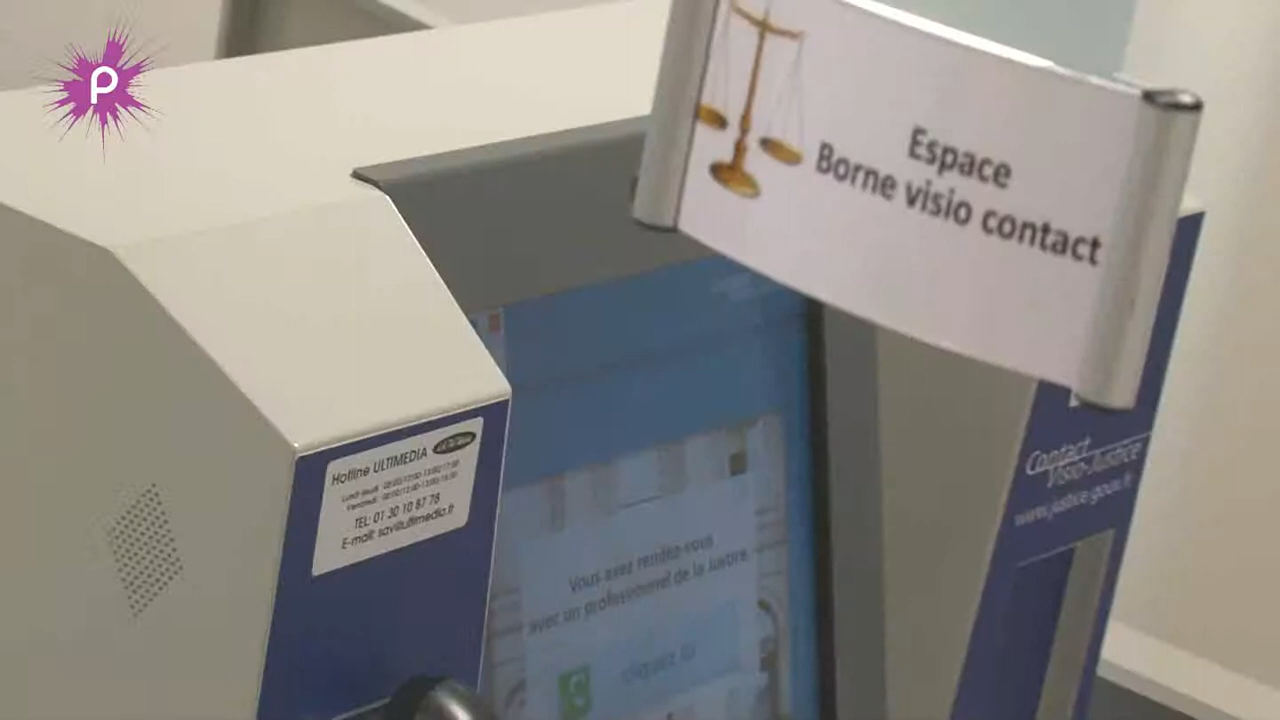 P
Espace
Borne visio contact
Hotline ULTIMEDIA
TEL: 01 30 10 87 78
E-mail: sav@ultimedia.fr
Contact
Visio-Justice
www.justice.gouv.fr
Vous avez rendez-vous
avec un professionnel de la Justice
cliquez ici